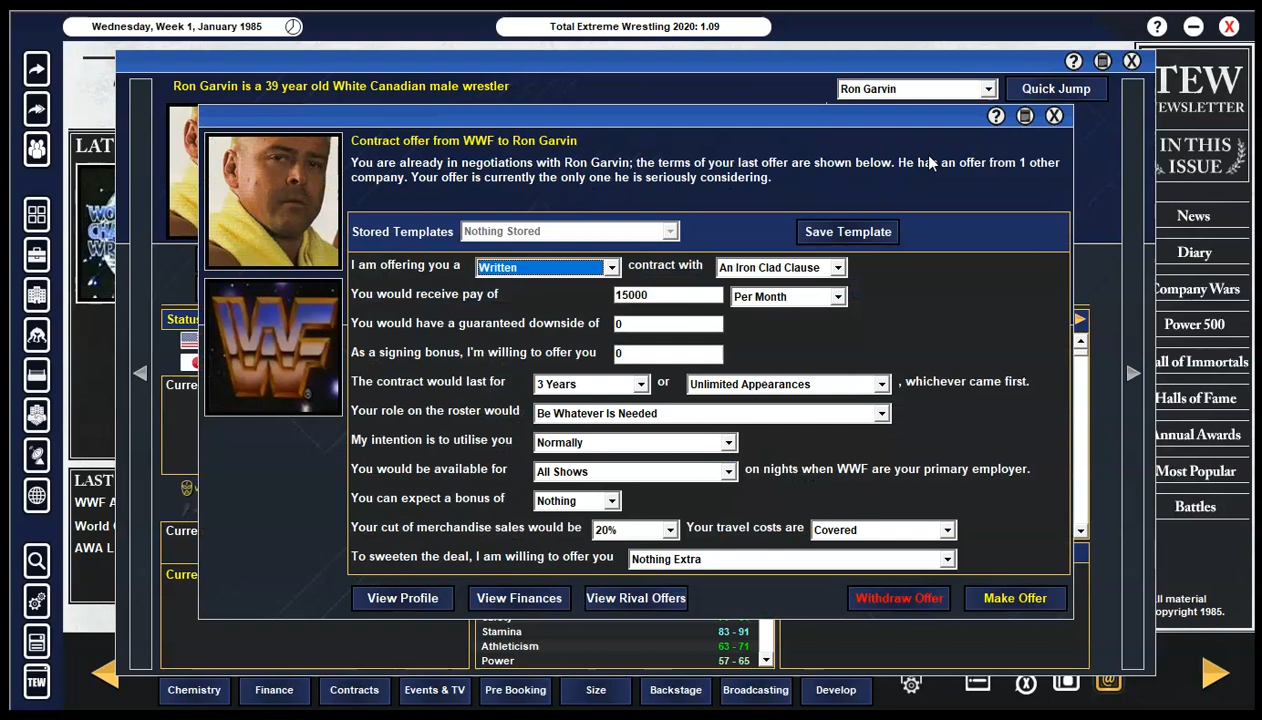 Wednesday, Week 1, January 1985
Total Extreme Wrestling 2020: 1.09
Ron Garvin is a 39 year old White Canadian male wrestler
Ron Garvin
Quick Jump
TEW
NEWSLETTER
IN THIS
ISSUE
News
Diary
Company Wars
Power 500
Hall of Immortals
Halls of Fame
Annual Awards
Most Popular
Battles
All material
copyright 1985.
LAT
LAST
WWF A
World
AWA L
Status
Curre
Curre
Curre
Contract offer from WWF to Ron Garvin
You are already in negotiations with Ron Garvin; the terms of your last offer are shown below. He has an offer from 1 other
company. Your offer is currently the only one he is seriously considering.
Stored Templates Nothing Stored Save Template
I am offering you a Written contract with An Iron Clad Clause
You would receive pay of 15000 Per Month
You would have a guaranteed downside of 0
As a signing bonus, I'm willing to offer you 0
The contract would last for 3 Years or Unlimited Appearances , whichever came first.
Your role on the roster would Be Whatever Is Needed
My intention is to utilise you Normally
You would be available for All Shows on nights when WWF are your primary employer.
You can expect a bonus of Nothing
Your cut of merchandise sales would be 20% Your travel costs are Covered
To sweeten the deal, I am willing to offer you Nothing Extra
View Profile View Finances View Rival Offers Withdraw Offer Make Offer
Stamina 83 - 91
Athleticism 63 - 71
Power 57 - 65
Chemistry Finance Contracts Events & TV Pre Booking Size Backstage Broadcasting Develop
TEW